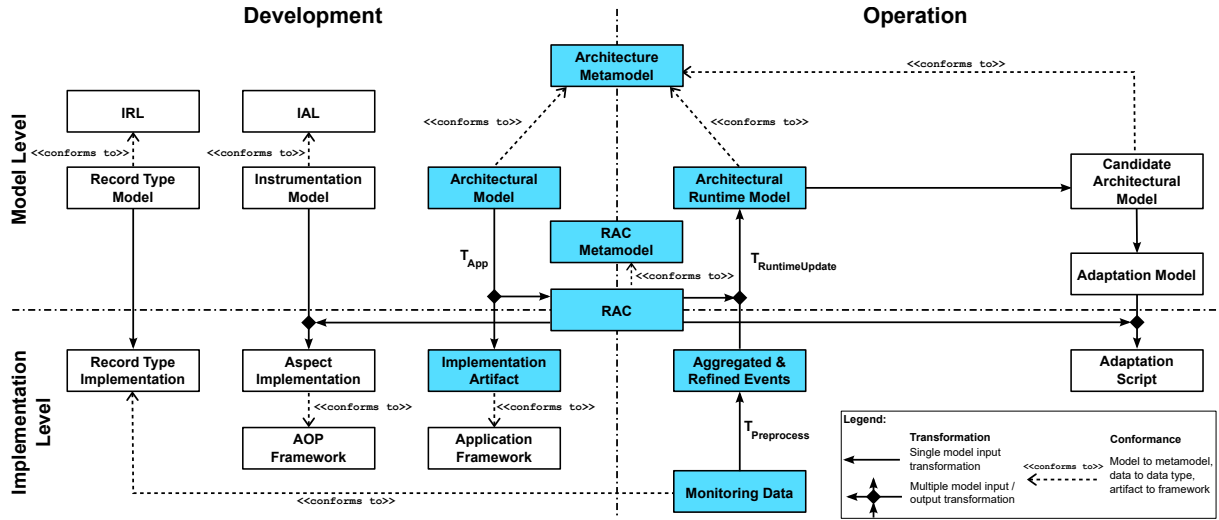 Development
Operation
Model Level
Implementation
Level
Architecture
Metamodel
<<conforms to>>
IRL
IAL
<<conforms to>>
<<conforms to>>
<<conforms to>>
<<conforms to>>
Record Type
Model
Instrumentation
Model
Architectural
Model
Architectural
Runtime Model
Candidate
Architectural
Model
RAC
Metamodel
T App
<<conforms to>>
T RuntimeUpdate
Adaptation Model
RAC
Record Type
Implementation
Aspect
Implementation
Implementation
Artifact
Aggregated &
Refined Events
Adaptation
Script
<<conforms to>>
<<conforms to>>
AOP
Framework
Application
Framework
T Preprocess
Monitoring Data
<<conforms to>>
Legend:
Transformation
Single model input
transformation
Multiple model input /
output transformation
Conformance
<<conforms to>>
Model to metamodel,
data to data type,
artifact to framework